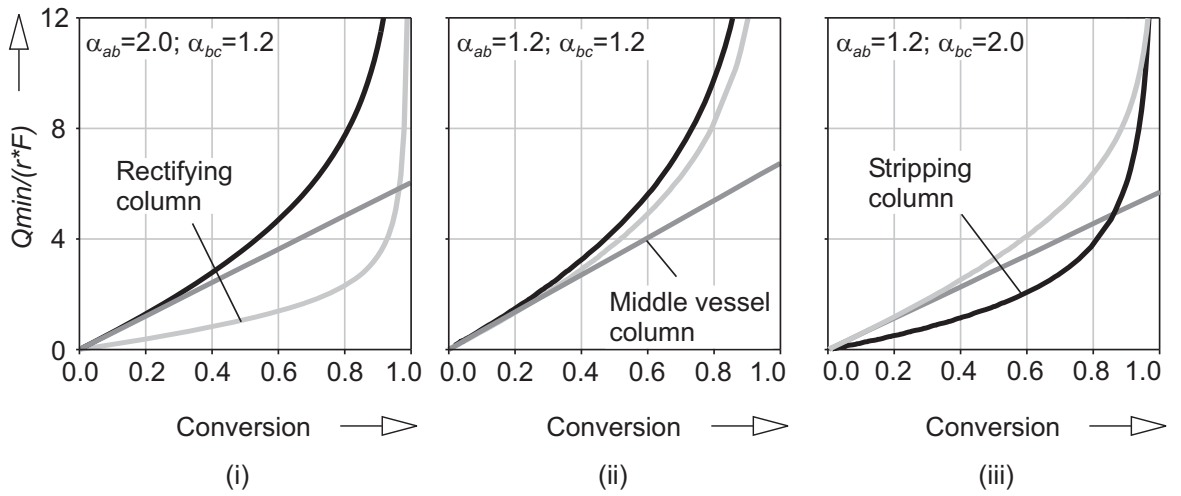 Qmin/(r*F)
12
8
4
0
α_ab=2.0; α_bc=1.2
Rectifying
column
0.0 0.2 0.4 0.6 0.8 1.0
Conversion
(i)
α_ab=1.2; α_bc=1.2
Middle vessel
column
0.0 0.2 0.4 0.6 0.8 1.0
Conversion
(ii)
α_ab=1.2; α_bc=2.0
Stripping
column
0.0 0.2 0.4 0.6 0.8 1.0
Conversion
(iii)